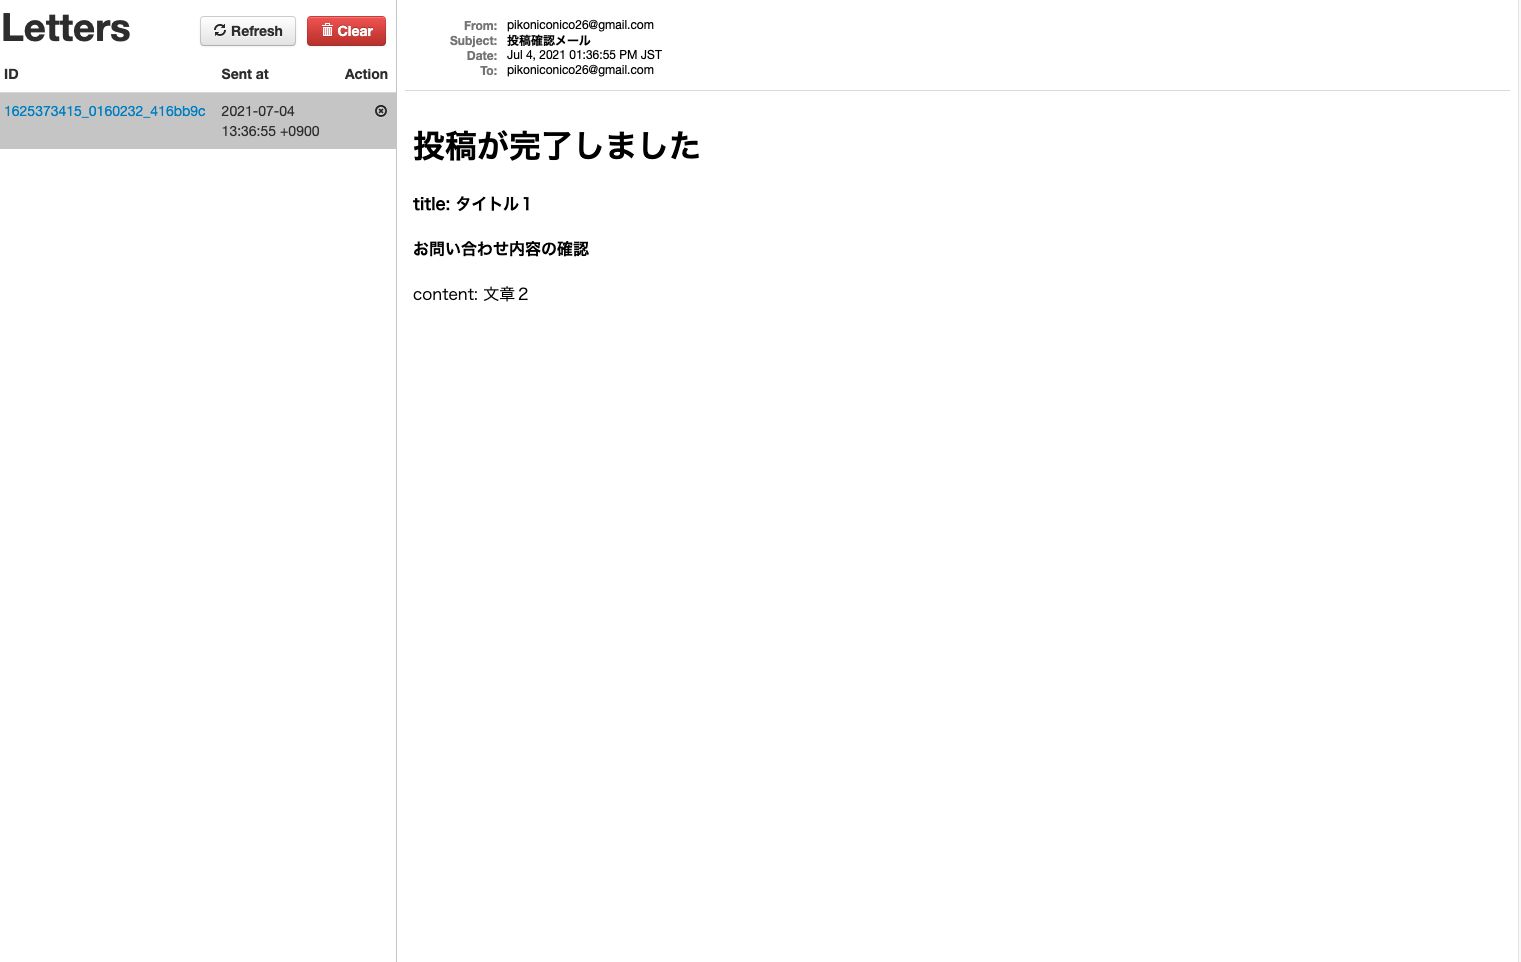 Letters
Refresh
Clear
ID Sent at Action
1625373415_0160232_416bb9c 2021-07-04
13:36:55 +0900
From: pikoniconico26@gmail.com
Subject: 投稿確認メール
Date: Jul 4, 2021 01:36:55 PM JST
To: pikoniconico26@gmail.com
投稿が完了しました
title: タイトル１
お問い合わせ内容の確認
content: 文章２